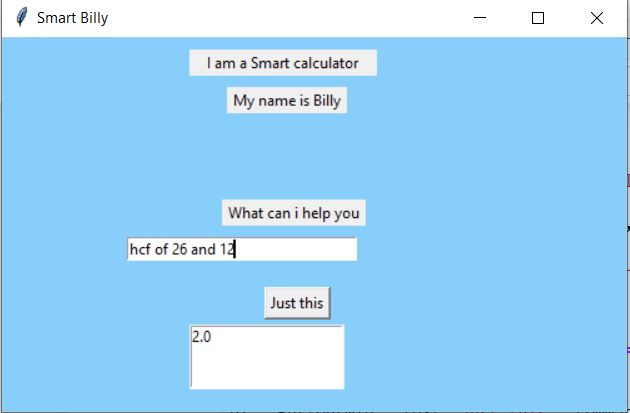 Smart Billy
I am a Smart calculator
My name is Billy
What can i help you
hcf of 26 and 12
Just this
2.0